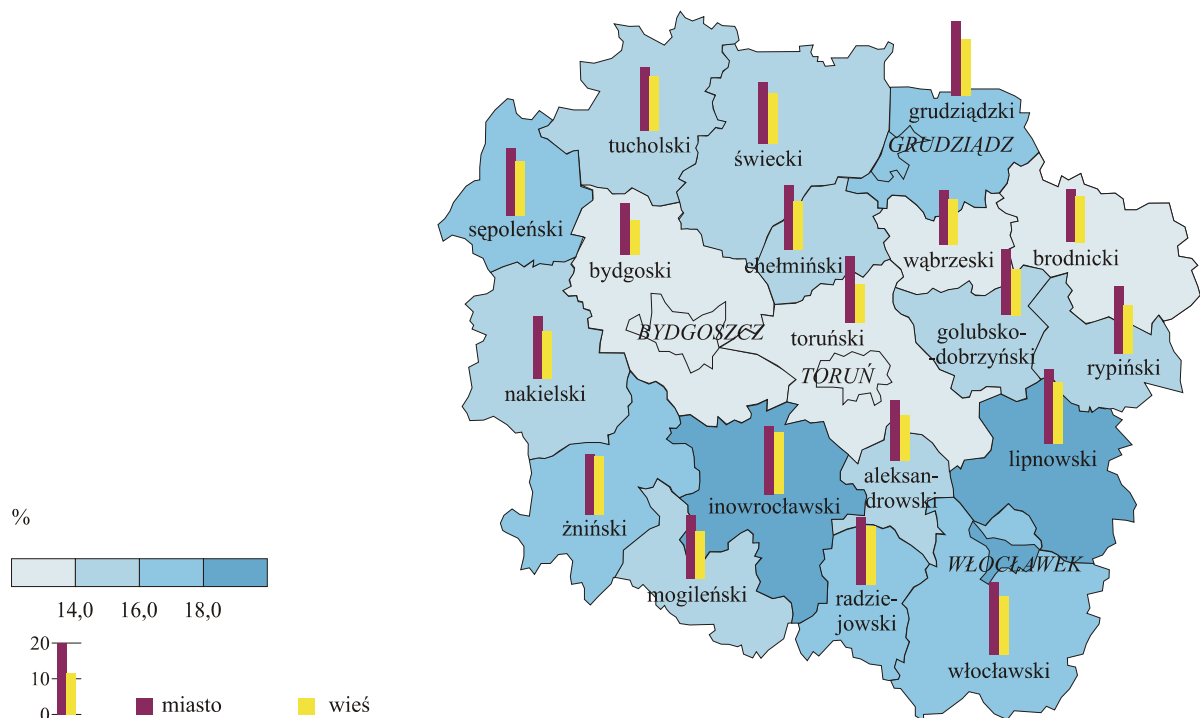 grudziądzki
GRUDZIĄDZ
tucholski
świecki
sępoleński
bydgoski
chełmiński
wąbrzeski
brodnicki
BYDGOSZCZ
toruński
golubsko-
-dobrzyński
rypiński
nakielski
TORUŃ
lipnowski
aleksan-
drowski
inowrocławski
żniński
mogileński
radzie-
jowski
WŁOCŁAWEK
włocławski
%
14,0 16,0 18,0
20
10
0
miasto wieś